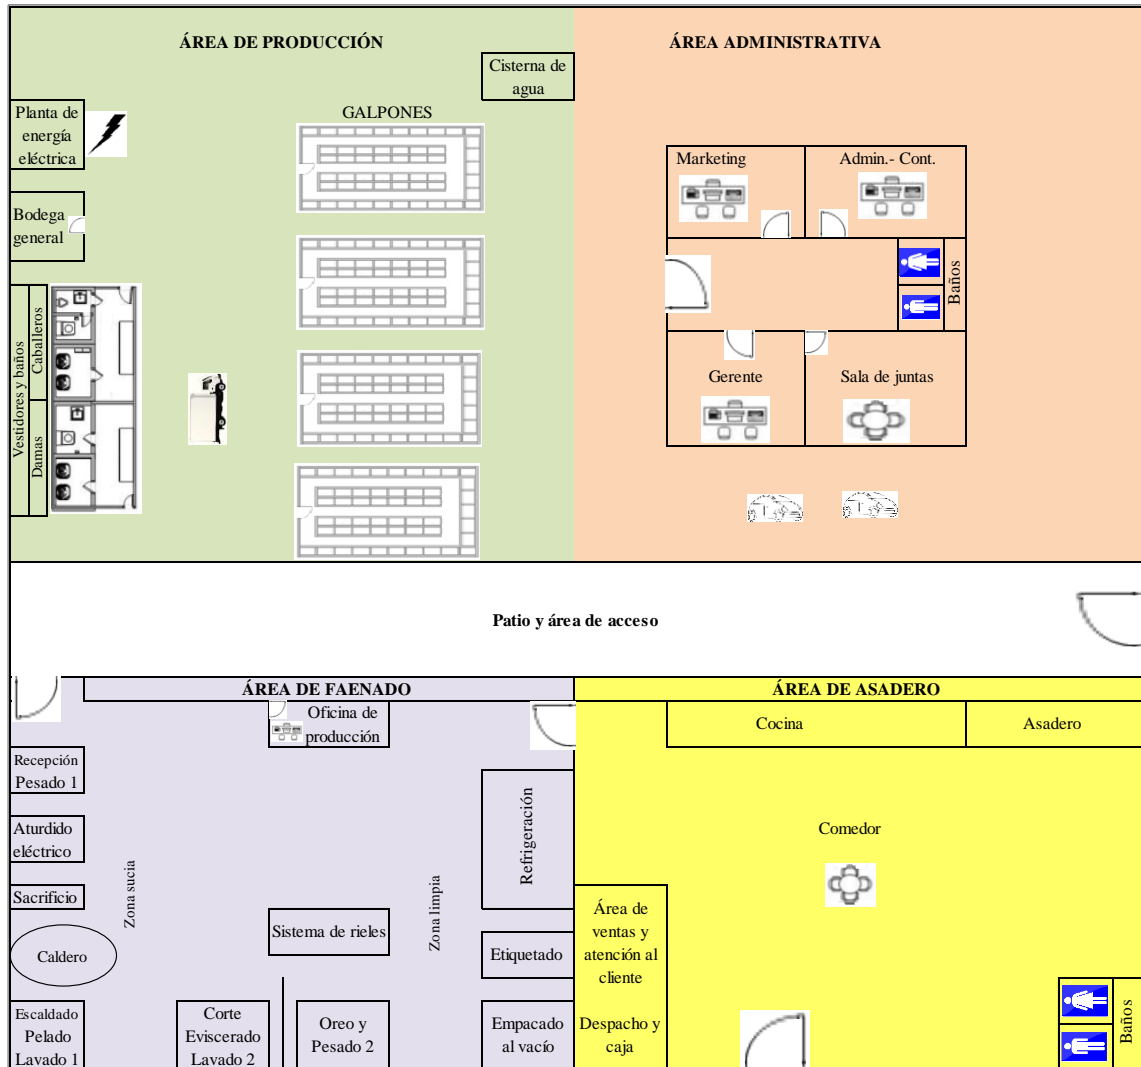 ÁREA DE PRODUCCIÓN
ÁREA ADMINISTRATIVA
Cisterna de
agua
Planta de
energía
eléctrica
GALPONES
Bodega
general
Vestidores y baños
Caballeros
Damas
Marketing
Admin.- Cont.
Baños
Gerente
Sala de juntas
Patio y área de acceso
ÁREA DE FAENADO
ÁREA DE ASADERO
Oficina de
producción
Cocina
Asadero
Recepción
Pesado 1
Aturdido
eléctrico
Sacrificio
Caldero
Zona sucia
Sistema de rieles
Zona limpia
Refrigeración
Etiquetado
Escaldado
Pelado
Lavado 1
Corte
Eviscerado
Lavado 2
Oreo y
Pesado 2
Empacado
al vacío
Comedor
Área de
ventas y
atención al
cliente
Despacho y
caja
Baños